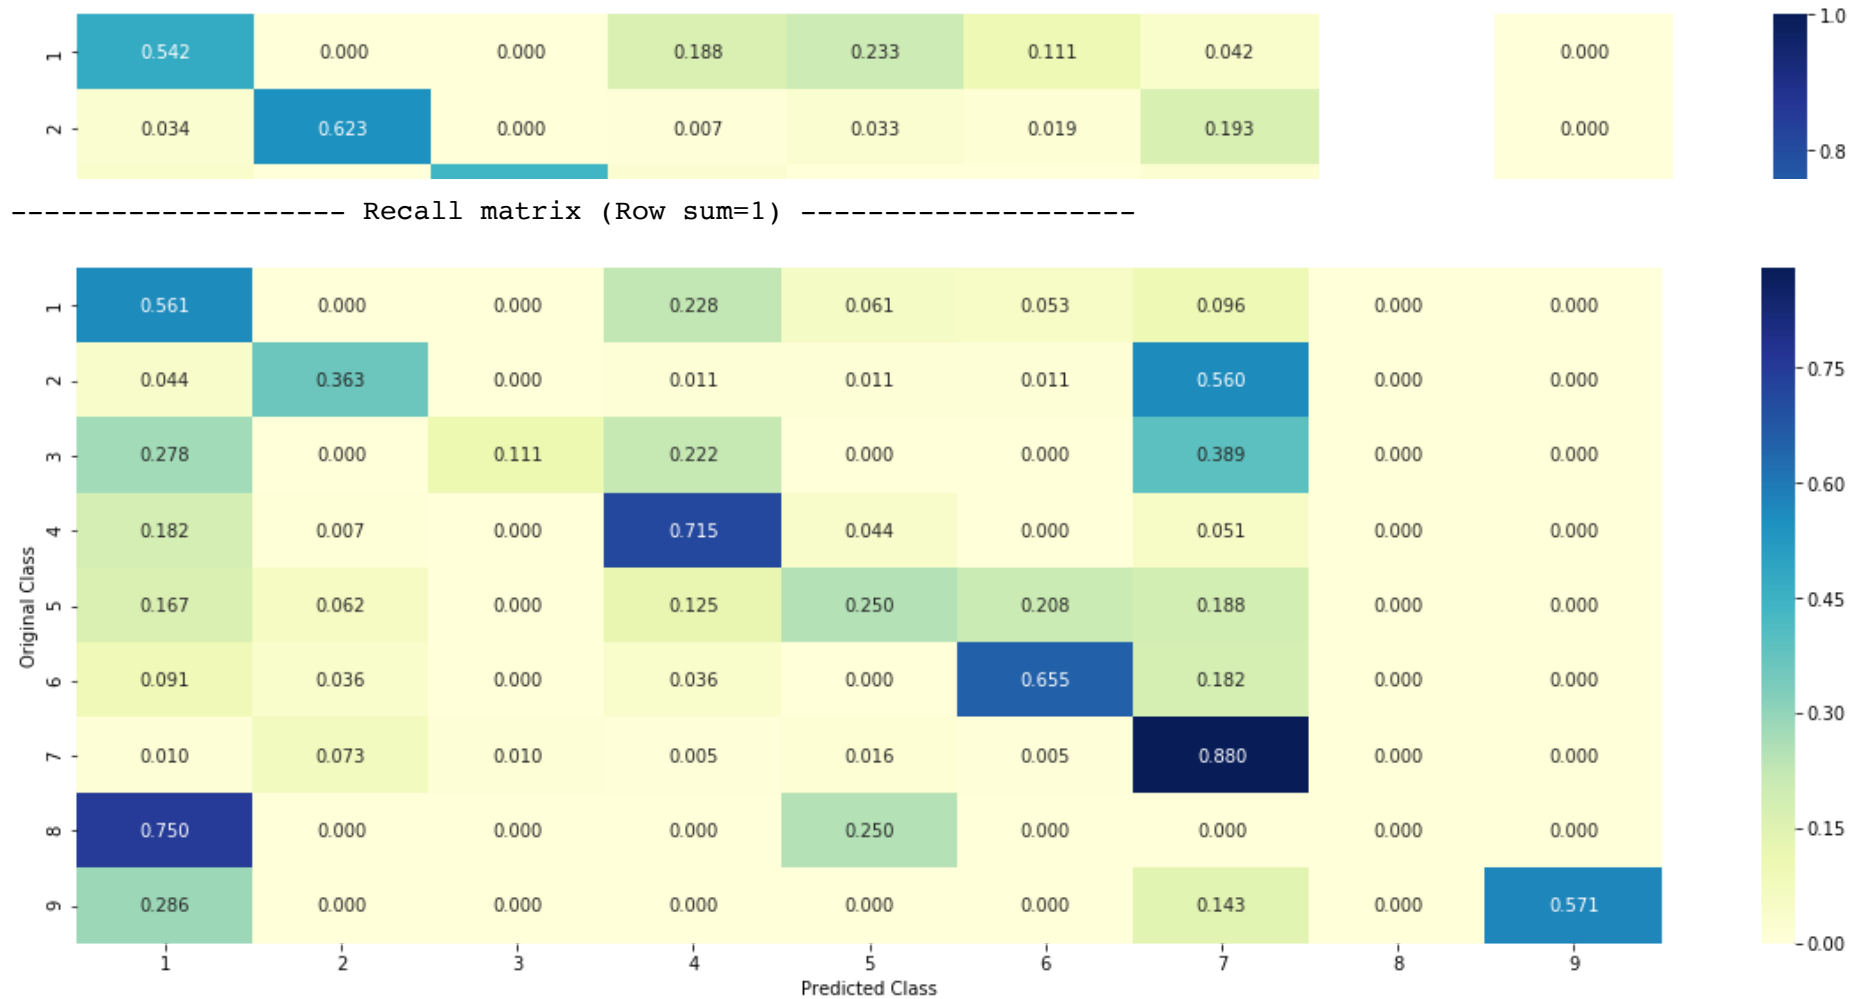 1 0.542 0.000 0.000 0.188 0.233 0.111 0.042 0.000 1.0
2 0.034 0.623 0.000 0.007 0.033 0.019 0.193 0.000
0.8
-------------------- Recall matrix (Row sum=1) --------------------
1 0.561 0.000 0.000 0.228 0.061 0.053 0.096 0.000 0.000
2 0.044 0.363 0.000 0.011 0.011 0.011 0.560 0.000 0.000
0.75
3 0.278 0.000 0.111 0.222 0.000 0.000 0.389 0.000 0.000
0.60
4 0.182 0.007 0.000 0.715 0.044 0.000 0.051 0.000 0.000
Original Class
5 0.167 0.062 0.000 0.125 0.250 0.208 0.188 0.000 0.000
0.45
6 0.091 0.036 0.000 0.036 0.000 0.655 0.182 0.000 0.000
0.30
7 0.010 0.073 0.010 0.005 0.016 0.005 0.880 0.000 0.000
8 0.750 0.000 0.000 0.000 0.250 0.000 0.000 0.000 0.000
0.15
9 0.286 0.000 0.000 0.000 0.000 0.000 0.143 0.000 0.571
0.00
1 2 3 4 5 6 7 8 9
Predicted Class